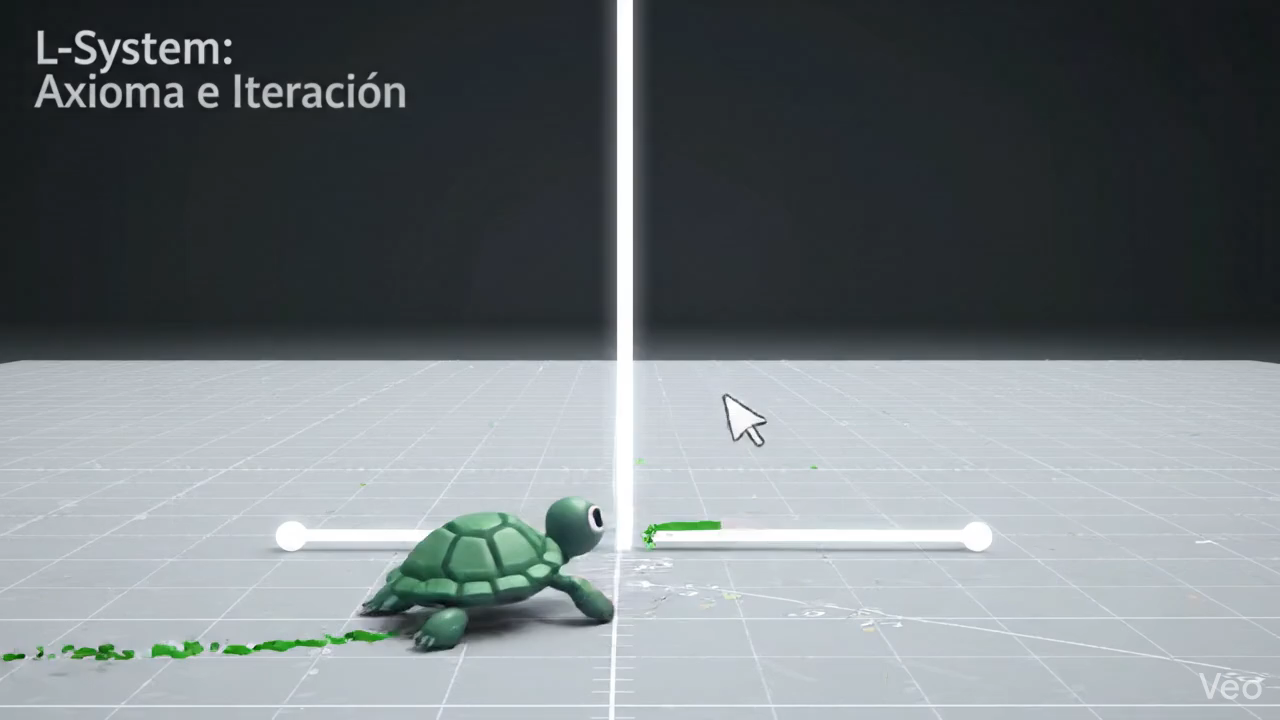 L-System:
Axioma e Iteración
Veo